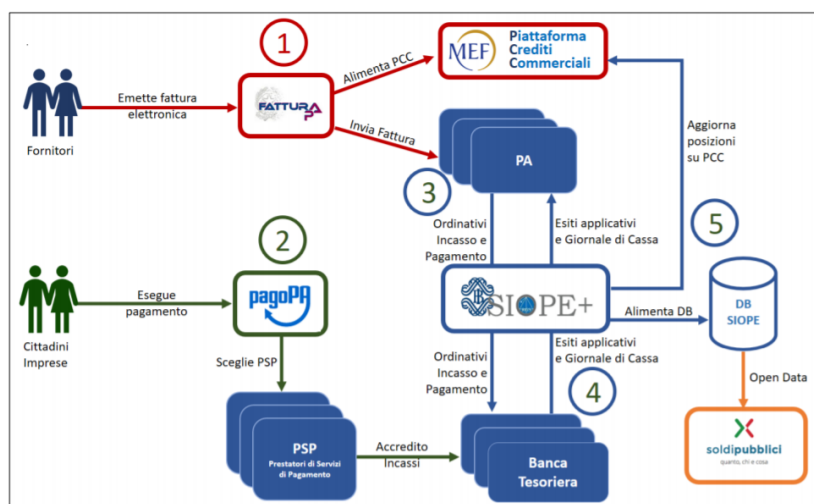 1
MEF
Piattaforma
Crediti
Commerciali
Alimenta PCC
Emette fattura
elettronica
FATTURA
PA
Fornitori
Invia Fattura
PA
Aggiorna
posizioni
su PCC
3
Ordinativi
Incasso e
Pagamento
Esiti applicativi
e Giornale di Cassa
5
2
Esegue
pagamento
pagoPA
SIOPE+
Alimenta DB
DB
SIOPE
Cittadini
Imprese
Sceglie PSP
Ordinativi
Incasso e
Pagamento
Esiti applicativi
e Giornale di Cassa
4
Open Data
PSP
Prestatori di Servizi
di Pagamento
Accredito
Incassi
Banca
Tesoriera
soldipubblici
quanto, chi e cosa